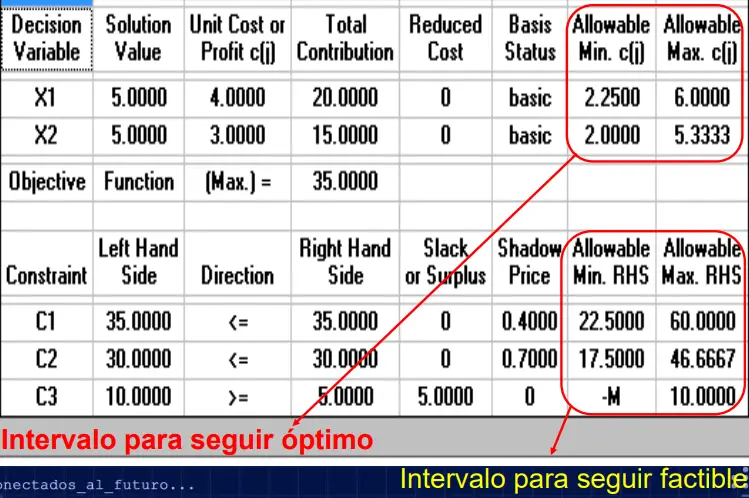 Decision Solution Unit Cost or Total Reduced Basis Allowable Allowable
Variable Value Profit c(j) Contribution Cost Status Min. c(j) Max. c(j)
X1 5.0000 4.0000 20.0000 0 basic 2.2500 6.0000
X2 5.0000 3.0000 15.0000 0 basic 2.0000 5.3333
Objective Function (Max.) = 35.0000
Left Hand Right Hand Slack Shadow Allowable Allowable
Constraint Side Direction Side or Surplus Price Min. RHS Max. RHS
C1 35.0000 <= 35.0000 0 0.4000 22.5000 60.0000
C2 30.0000 <= 30.0000 0 0.7000 17.5000 46.6667
C3 10.0000 >= 5.0000 5.0000 0 -M 10.0000
Intervalo para seguir óptimo
onectados_al_futuro...
Intervalo para seguir factible